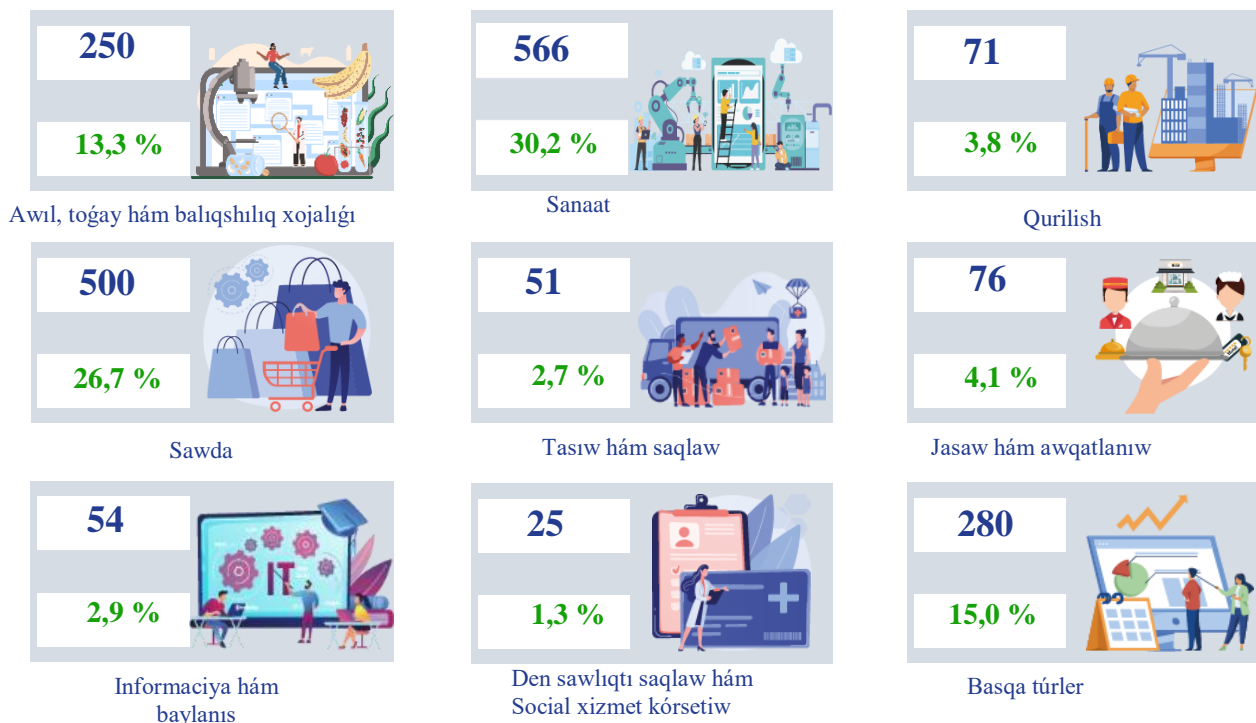 250
13,3 %
Awıl, toǵay hám balıqshılıq xojalıǵı
566
30,2 %
Sanaat
71
3,8 %
Qurilish
500
26,7 %
Sawda
51
2,7 %
Tasıw hám saqlaw
76
4,1 %
Jasaw hám awqatlanıw
54
2,9 %
IT
Informaciya hám
baylanıs
25
1,3 %
Den sawlıqtı saqlaw hám
Social xizmet kórsetiw
280
15,0 %
Basqa túrler